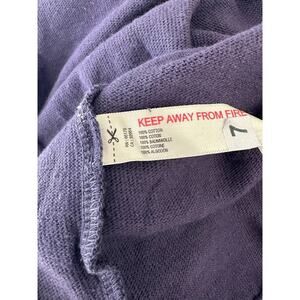 KEEP AWAY FROM FIRE
100% COTTON
100% COTON
100% BAUMWOLLE
100% COTONE
100% ALGODON
7